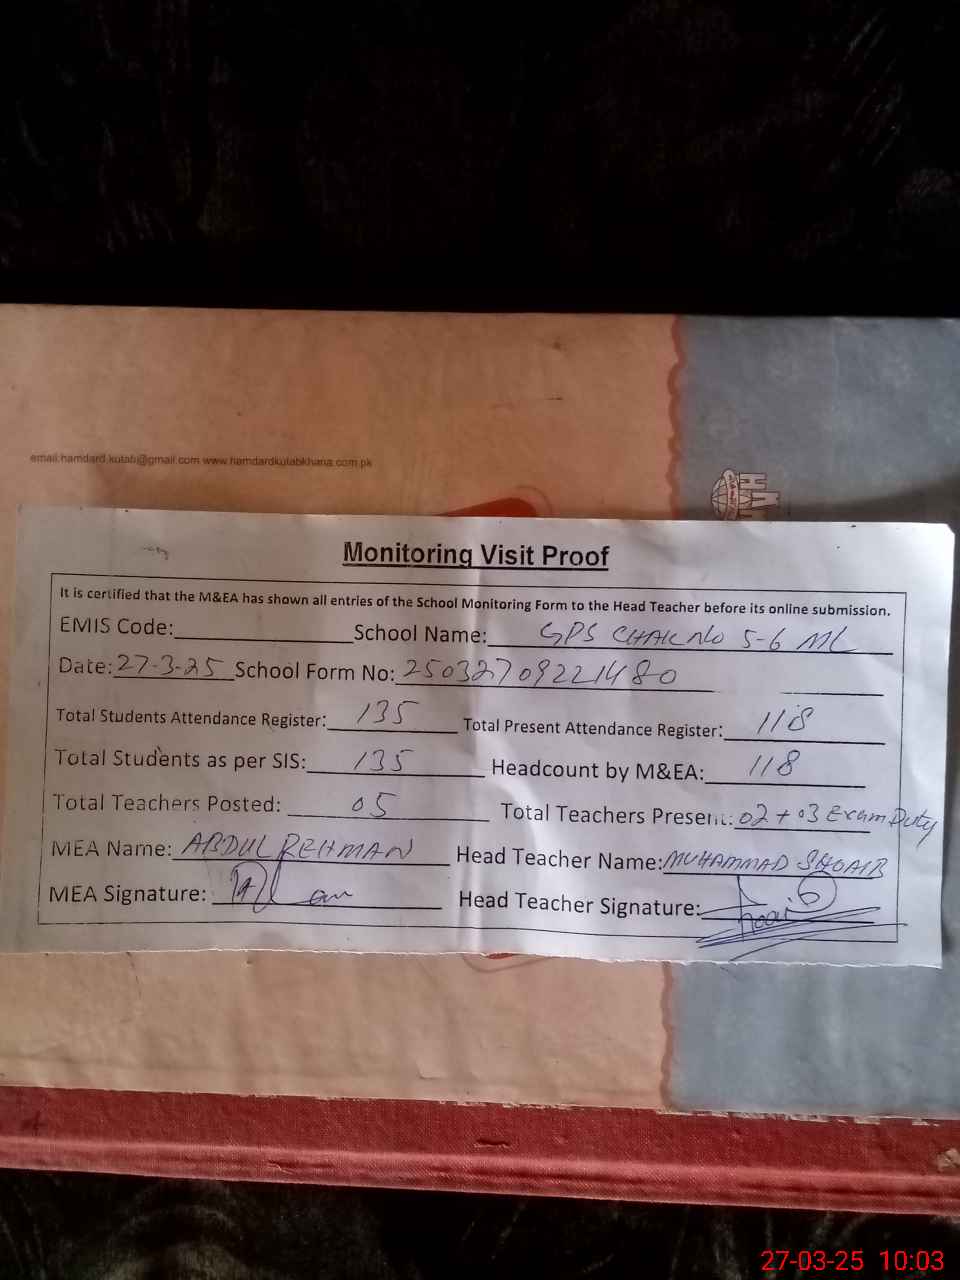 email:hamdard.kutab@gmail.com www.hamdardkutabkhana.com.pk
HA
Monitoring Visit Proof
It is certified that the M&EA has shown all entries of the School Monitoring Form to the Head Teacher before its online submission.
EMIS Code: School Name: GPS CHAK No 5-6 ML
Date: 27-3-25 School Form No: 25032709221480
Total Students Attendance Register: 135 Total Present Attendance Register: 118
Total Students as per SIS: 135 Headcount by M&EA: 118
Total Teachers Posted: 05 Total Teachers Present: 02 + 03 Exam Duty
MEA Name: ABDUL REHMAN Head Teacher Name: MUHAMMAD SHOAIB
MEA Signature: Head Teacher Signature: Shoaib
27-03-25 10:03